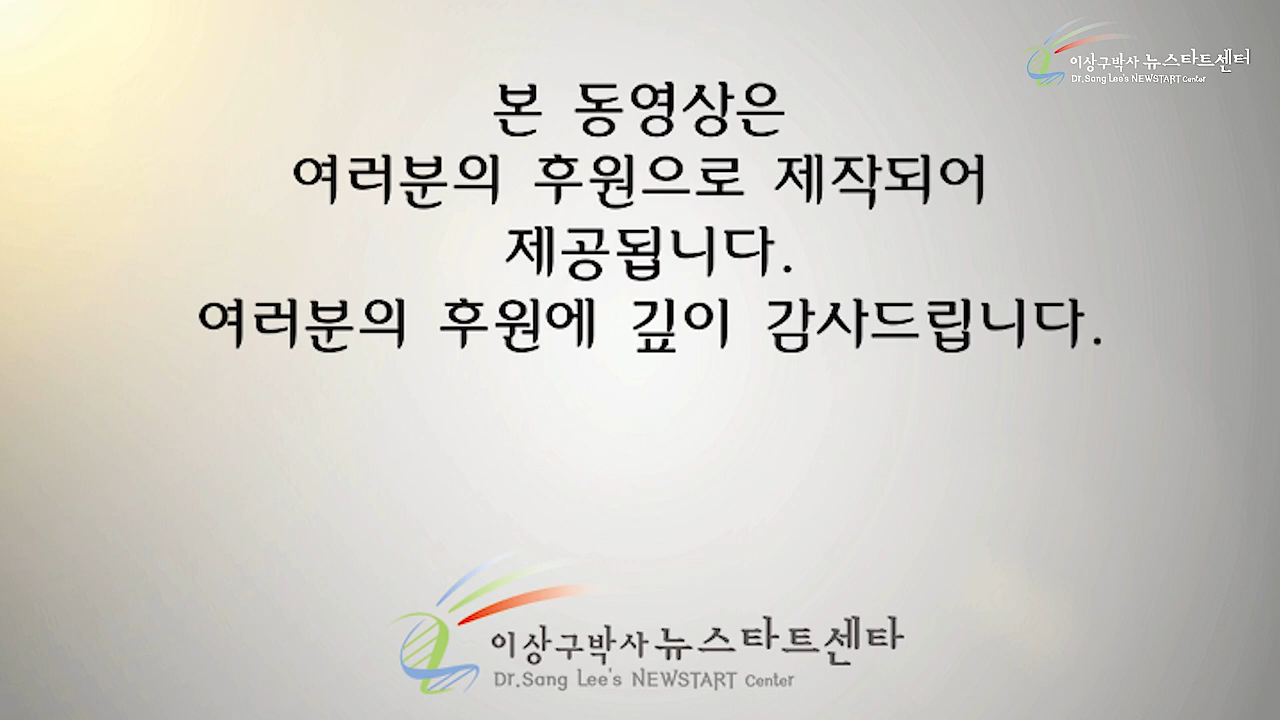 이상구박사 뉴스타트센터
Dr.Sang Lee's NEWSTART Center
본 동영상은
여러분의 후원으로 제작되어
제공됩니다.
여러분의 후원에 깊이 감사드립니다.
이상구박사 뉴스타트센타
Dr.Sang Lee's NEWSTART Center